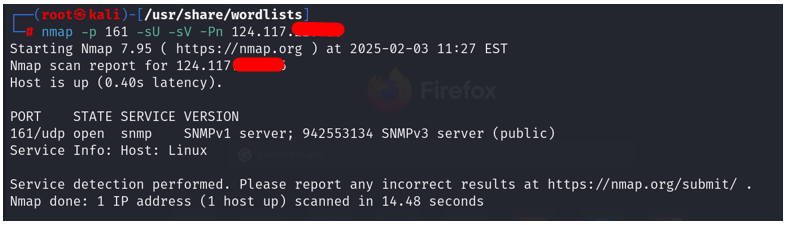 ┌──(root㉿kali)-[/usr/share/wordlists]
└─# nmap -p 161 -sU -sV -Pn 124.117.
Starting Nmap 7.95 ( https://nmap.org ) at 2025-02-03 11:27 EST
Nmap scan report for 124.117.
Host is up (0.40s latency).
Firefox
PORT    STATE SERVICE VERSION
161/udp open  snmp    SNMPv1 server; 942553134 SNMPv3 server (public)
Service Info: Host: Linux
Service detection performed. Please report any incorrect results at https://nmap.org/submit/ .
Nmap done: 1 IP address (1 host up) scanned in 14.48 seconds